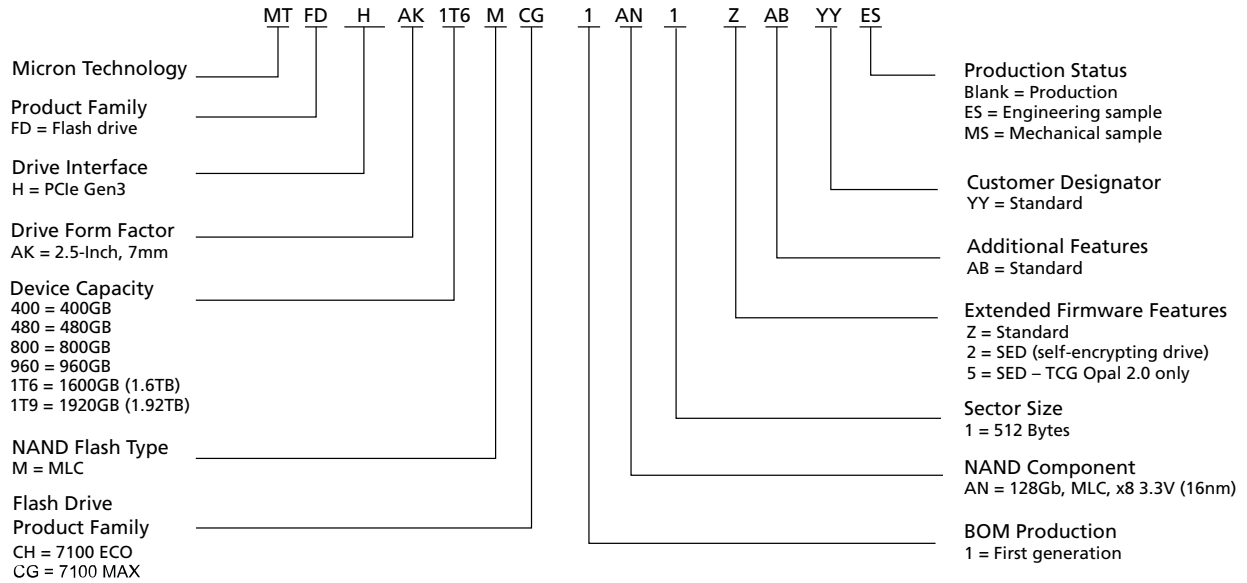 MT FD H AK 1T6 M CG 1 AN 1 Z AB YY ES
Micron Technology
Product Family
FD = Flash drive
Drive Interface
H = PCIe Gen3
Drive Form Factor
AK = 2.5-Inch, 7mm
Device Capacity
400 = 400GB
480 = 480GB
800 = 800GB
960 = 960GB
1T6 = 1600GB (1.6TB)
1T9 = 1920GB (1.92TB)
NAND Flash Type
M = MLC
Flash Drive
Product Family
CH = 7100 ECO
CG = 7100 MAX
Production Status
Blank = Production
ES = Engineering sample
MS = Mechanical sample
Customer Designator
YY = Standard
Additional Features
AB = Standard
Extended Firmware Features
Z = Standard
2 = SED (self-encrypting drive)
5 = SED – TCG Opal 2.0 only
Sector Size
1 = 512 Bytes
NAND Component
AN = 128Gb, MLC, x8 3.3V (16nm)
BOM Production
1 = First generation